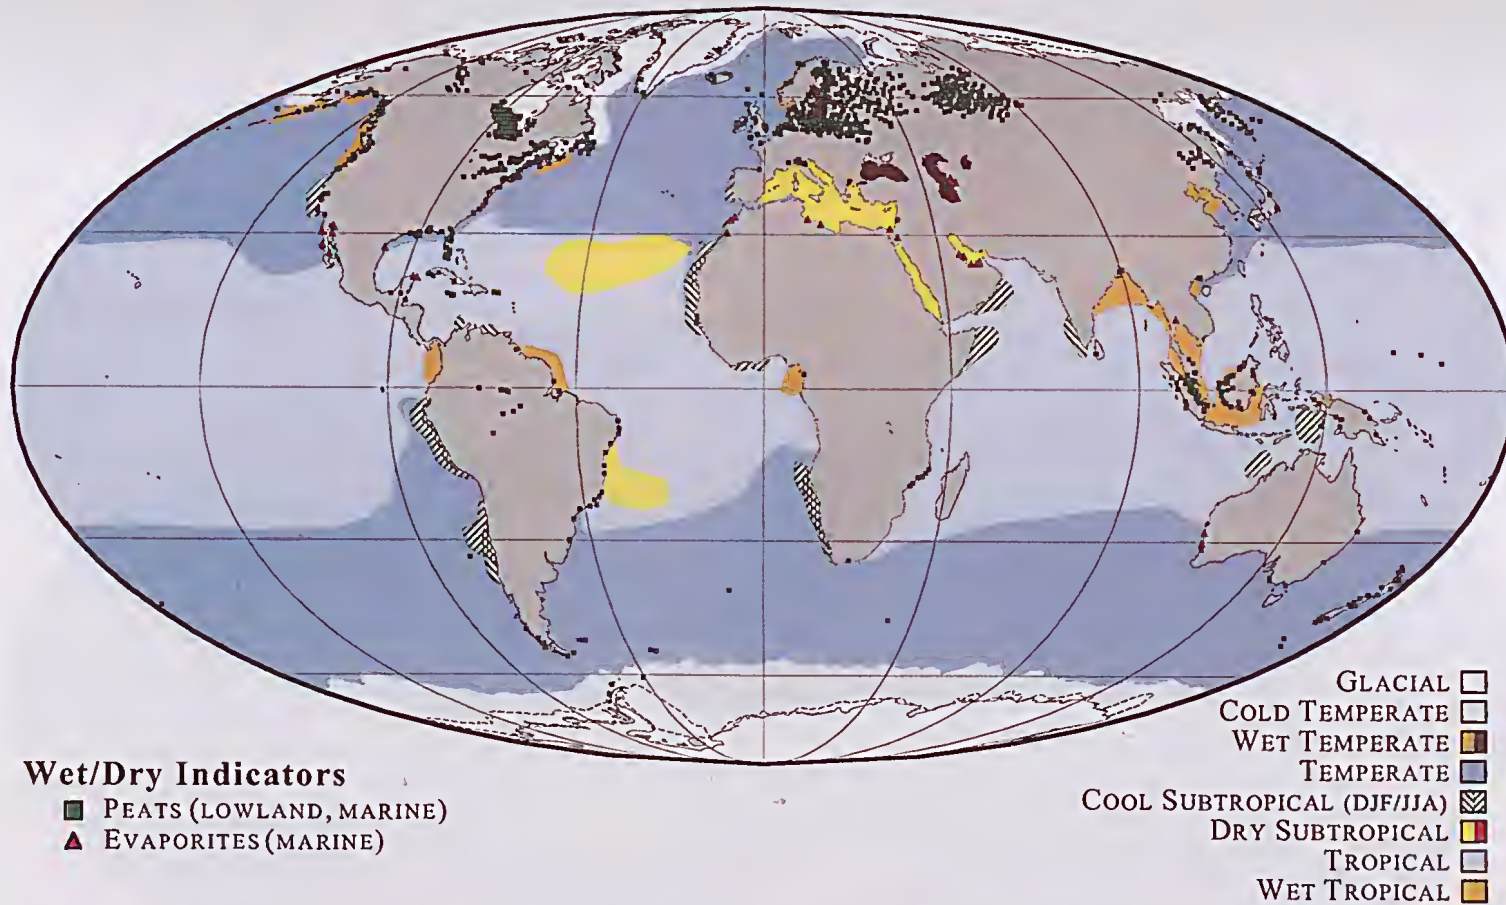 GLACIAL
COLD TEMPERATE
WET TEMPERATE
TEMPERATE
COOL SUBTROPICAL (DJF/JJA)
DRY SUBTROPICAL
TROPICAL
WET TROPICAL
Wet/Dry Indicators
PEATS (LOWLAND, MARINE)
EVAPORITES (MARINE)